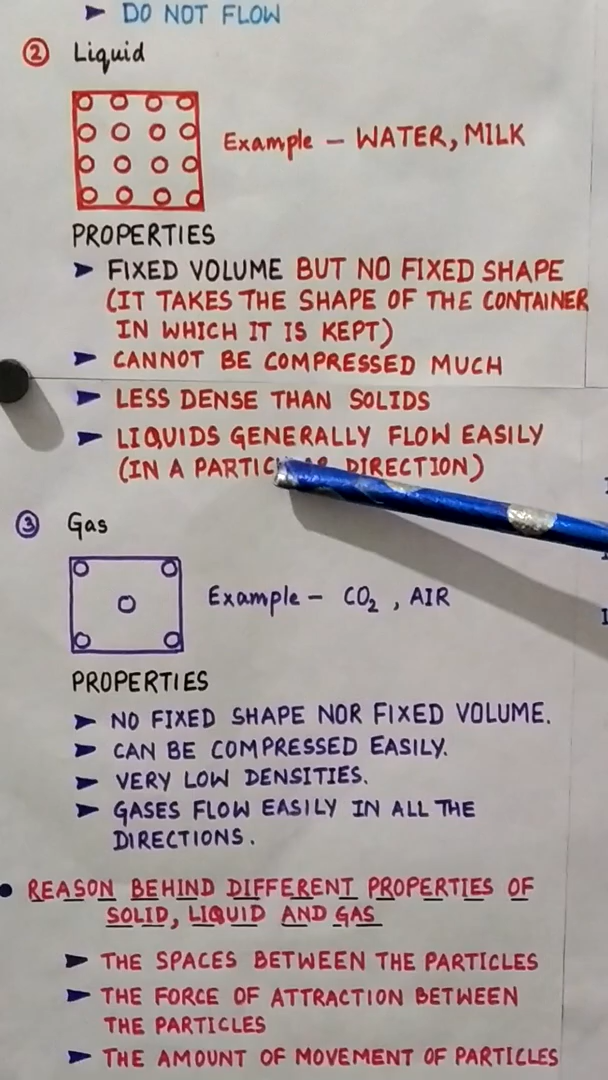 ➤ DO NOT FLOW
② Liquid
Example – WATER, MILK
PROPERTIES
➤ FIXED VOLUME BUT NO FIXED SHAPE
(IT TAKES THE SHAPE OF THE CONTAINER
IN WHICH IT IS KEPT)
➤ CANNOT BE COMPRESSED MUCH
➤ LESS DENSE THAN SOLIDS
➤ LIQUIDS GENERALLY FLOW EASILY
(IN A DIRECTION)
③ Gas
Example – CO₂ , AIR
PROPERTIES
➤ NO FIXED SHAPE NOR FIXED VOLUME.
➤ CAN BE COMPRESSED EASILY.
➤ VERY LOW DENSITIES.
➤ GASES FLOW EASILY IN ALL THE
DIRECTIONS.
• REASON BEHIND DIFFERENT PROPERTIES OF
SOLID, LIQUID AND GAS
➤ THE SPACES BETWEEN THE PARTICLES
➤ THE FORCE OF ATTRACTION BETWEEN
THE PARTICLES
➤ THE AMOUNT OF MOVEMENT OF PARTICLES